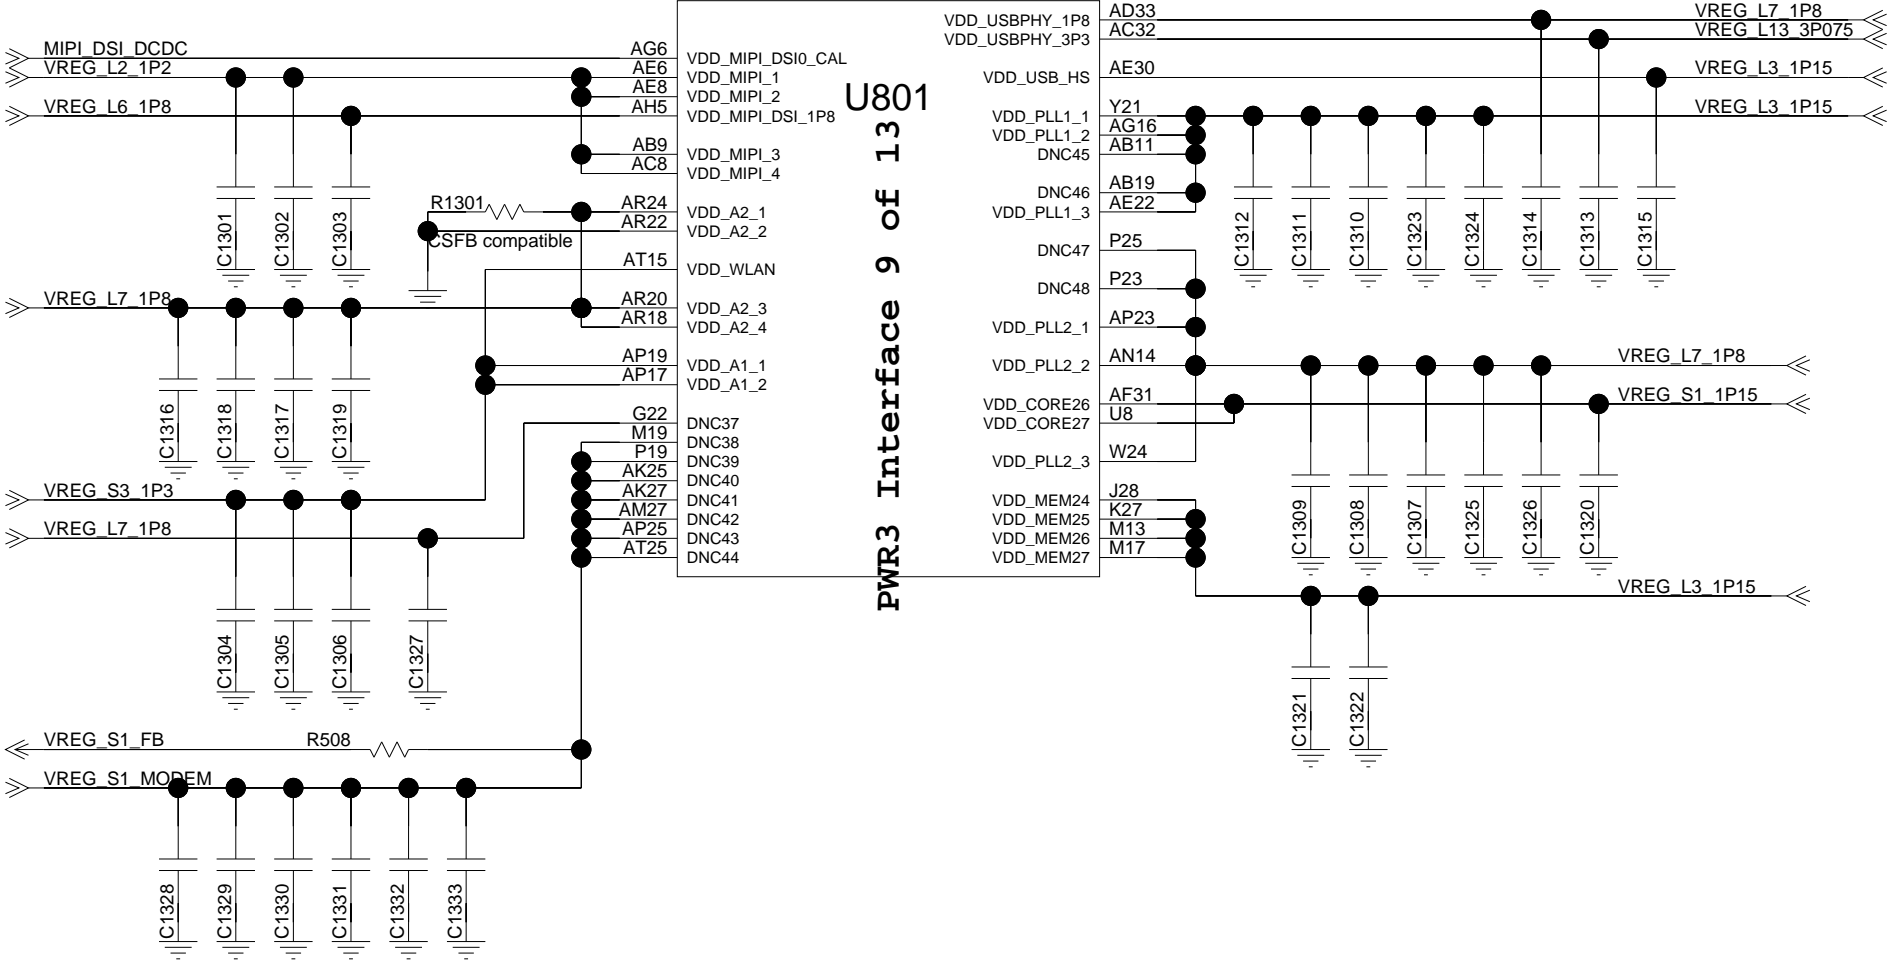 MIPI_DSI_DCDC
VREG_L2_1P2
VREG_L6_1P8
C1301
C1302
C1303
R1301
CSFB compatible
VREG_L7_1P8
C1316
C1318
C1317
C1319
VREG_S3_1P3
VREG_L7_1P8
C1304
C1305
C1306
C1327
VREG_S1_FB
R508
VREG_S1_MODEM
C1328
C1329
C1330
C1331
C1332
C1333
AG6 VDD_MIPI_DSI0_CAL
AE6 VDD_MIPI_1
AE8 VDD_MIPI_2
AH5 VDD_MIPI_DSI_1P8
AB9 VDD_MIPI_3
AC8 VDD_MIPI_4
AR24 VDD_A2_1
AR22 VDD_A2_2
AT15 VDD_WLAN
AR20 VDD_A2_3
AR18 VDD_A2_4
AP19 VDD_A1_1
AP17 VDD_A1_2
G22 DNC37
M19 DNC38
P19 DNC39
AK25 DNC40
AK27 DNC41
AM27 DNC42
AP25 DNC43
AT25 DNC44
U801
PWR3 Interface 9 of 13
VDD_USBPHY_1P8 AD33
VDD_USBPHY_3P3 AC32
VDD_USB_HS AE30
VDD_PLL1_1 Y21
VDD_PLL1_2 AG16
DNC45 AB11
DNC46 AB19
VDD_PLL1_3 AE22
DNC47 P25
DNC48 P23
VDD_PLL2_1 AP23
VDD_PLL2_2 AN14
VDD_CORE26 AF31
VDD_CORE27 U8
VDD_PLL2_3 W24
VDD_MEM24 J28
VDD_MEM25 K27
VDD_MEM26 M13
VDD_MEM27 M17
VREG_L7_1P8
VREG_L13_3P075
VREG_L3_1P15
VREG_L3_1P15
C1312
C1311
C1310
C1323
C1324
C1314
C1313
C1315
VREG_L7_1P8
VREG_S1_1P15
C1309
C1308
C1307
C1325
C1326
C1320
VREG_L3_1P15
C1321
C1322